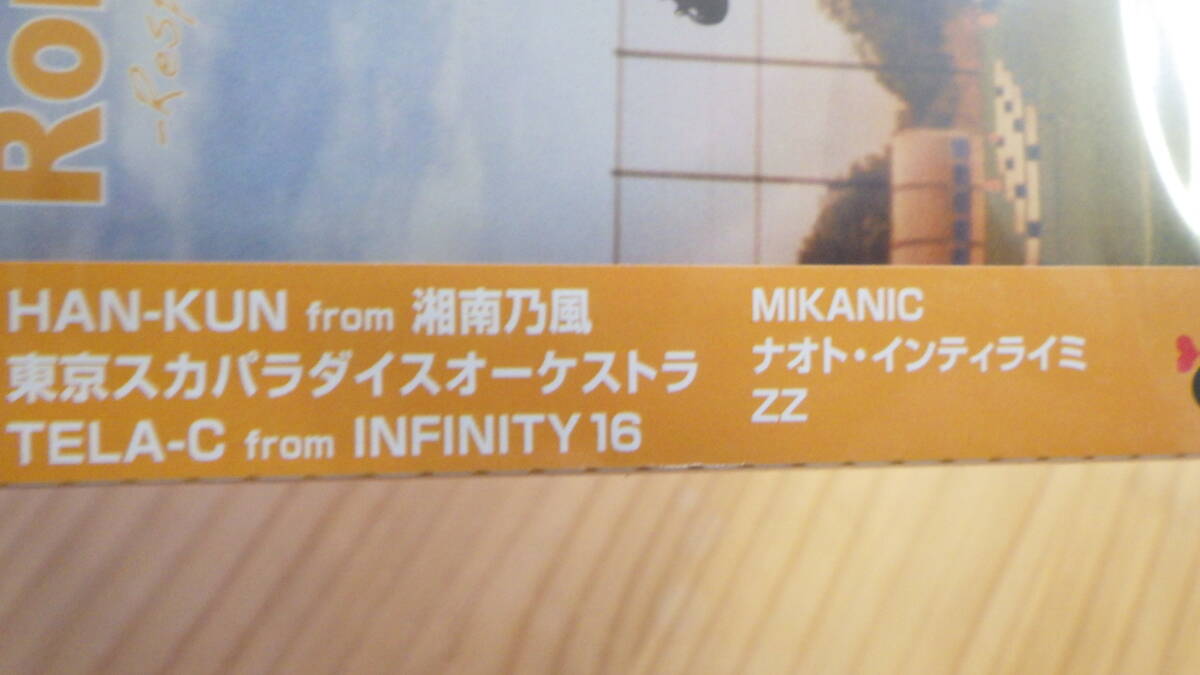 HAN-KUN from 湘南乃風
東京スカパラダイスオーケストラ
TELA-C from INFINITY 16
MIKANIC
ナオト・インティライミ
ZZ